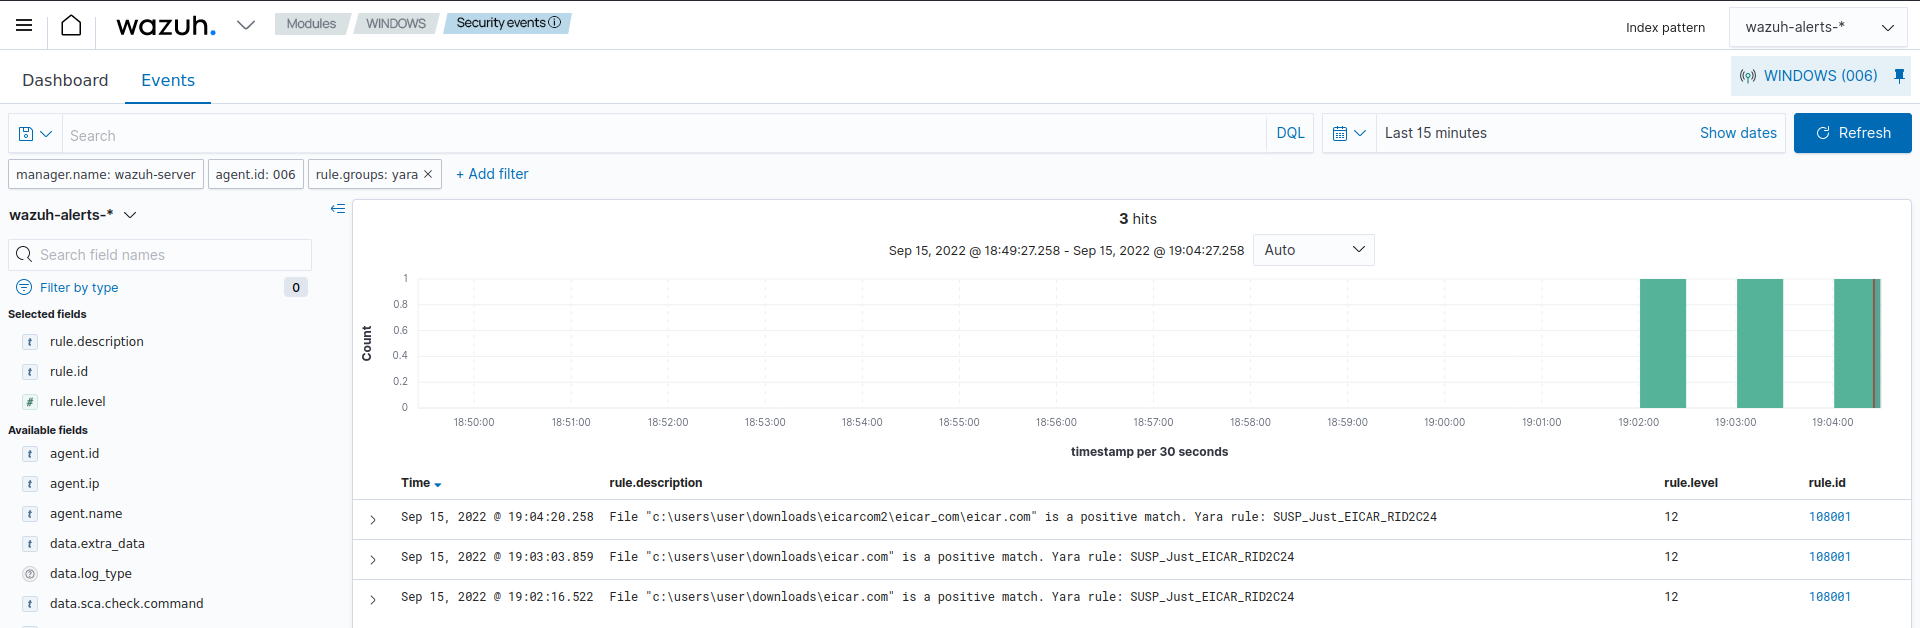 wazuh.
Modules
WINDOWS
Security events
Index pattern
wazuh-alerts-*
Dashboard
Events
WINDOWS (006)
Search
DQL
Last 15 minutes
Show dates
Refresh
manager.name: wazuh-server
agent.id: 006
rule.groups: yara ×
+ Add filter
wazuh-alerts-*
Search field names
Filter by type
0
Selected fields
t rule.description
t rule.id
# rule.level
Available fields
t agent.id
t agent.ip
t agent.name
t data.extra_data
? data.log_type
t data.sca.check.command
3 hits
Sep 15, 2022 @ 18:49:27.258 - Sep 15, 2022 @ 19:04:27.258
Auto
Count
1
0.8
0.6
0.4
0.2
0
18:50:00
18:51:00
18:52:00
18:53:00
18:54:00
18:55:00
18:56:00
18:57:00
18:58:00
18:59:00
19:00:00
19:01:00
19:02:00
19:03:00
19:04:00
timestamp per 30 seconds
Time rule.description rule.level rule.id
Sep 15, 2022 @ 19:04:20.258 File "c:\users\user\downloads\eicarcom2\eicar_com\eicar.com" is a positive match. Yara rule: SUSP_Just_EICAR_RID2C24 12 108001
Sep 15, 2022 @ 19:03:03.859 File "c:\users\user\downloads\eicar.com" is a positive match. Yara rule: SUSP_Just_EICAR_RID2C24 12 108001
Sep 15, 2022 @ 19:02:16.522 File "c:\users\user\downloads\eicar.com" is a positive match. Yara rule: SUSP_Just_EICAR_RID2C24 12 108001